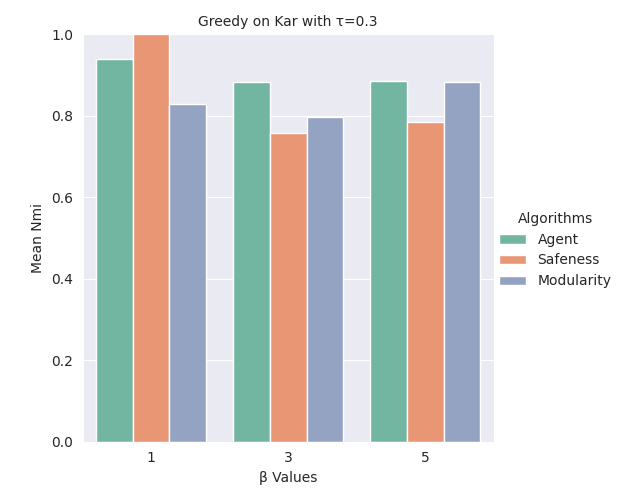 Greedy on Kar with τ=0.3
1.0
0.8
0.6
0.4
0.2
0.0
Mean Nmi
1 3 5
β Values
Algorithms
Agent
Safeness
Modularity